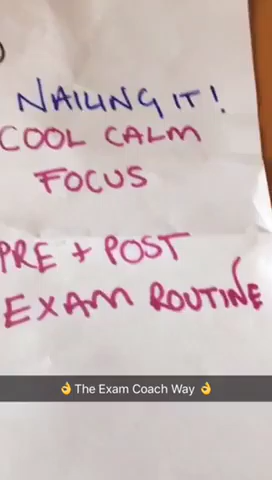 NAILING IT!
COOL CALM
FOCUS
PRE + POST
EXAM ROUTINE
👌The Exam Coach Way 👌